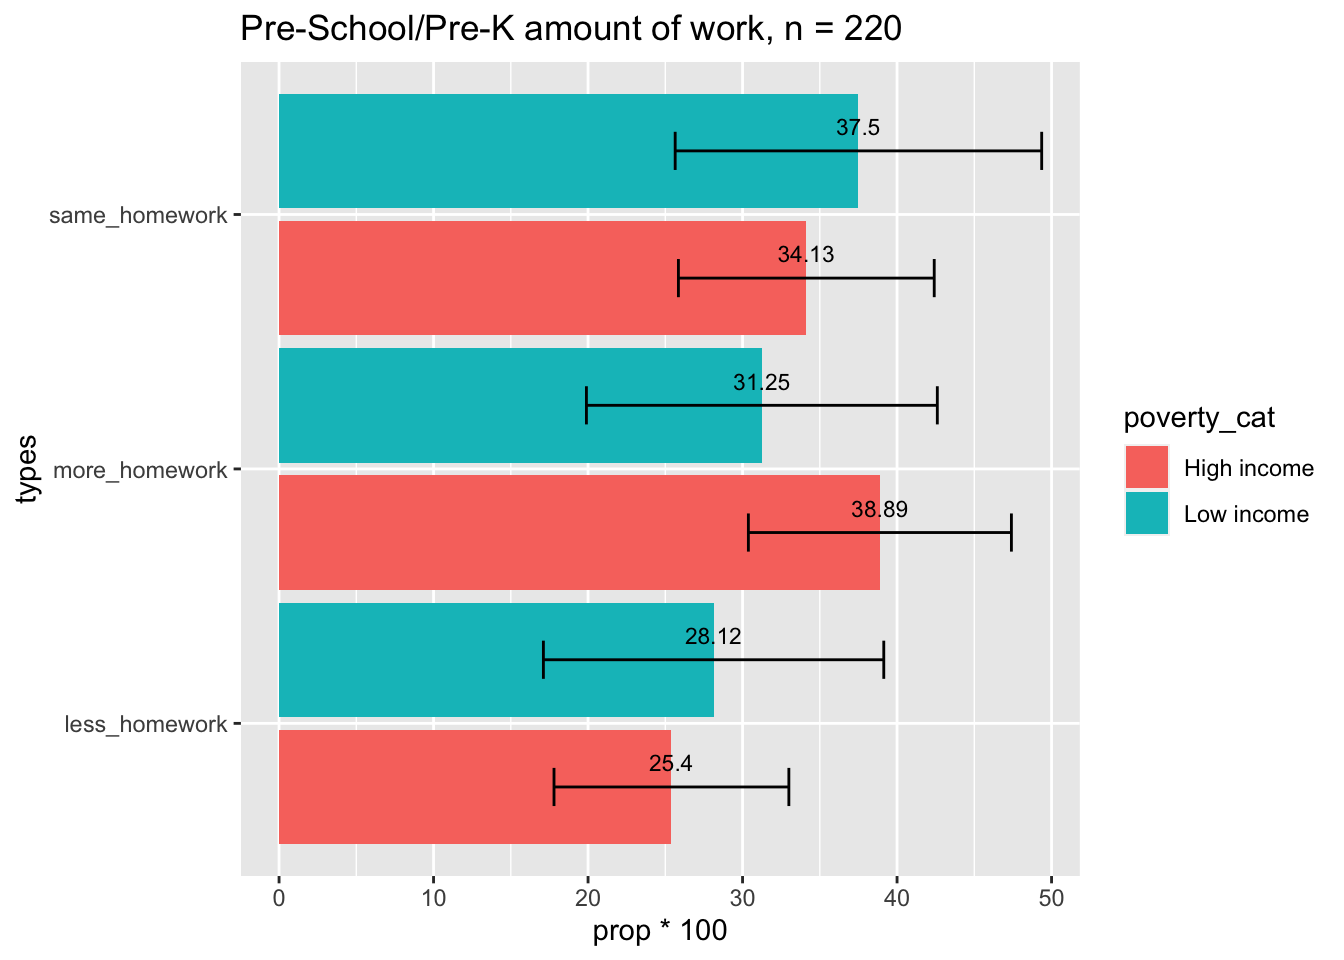 Pre-School/Pre-K amount of work, n = 220
37.5
same_homework
34.13
31.25
types
more_homework
38.89
28.12
less_homework
25.4
0 10 20 30 40 50
prop * 100
poverty_cat
High income
Low income